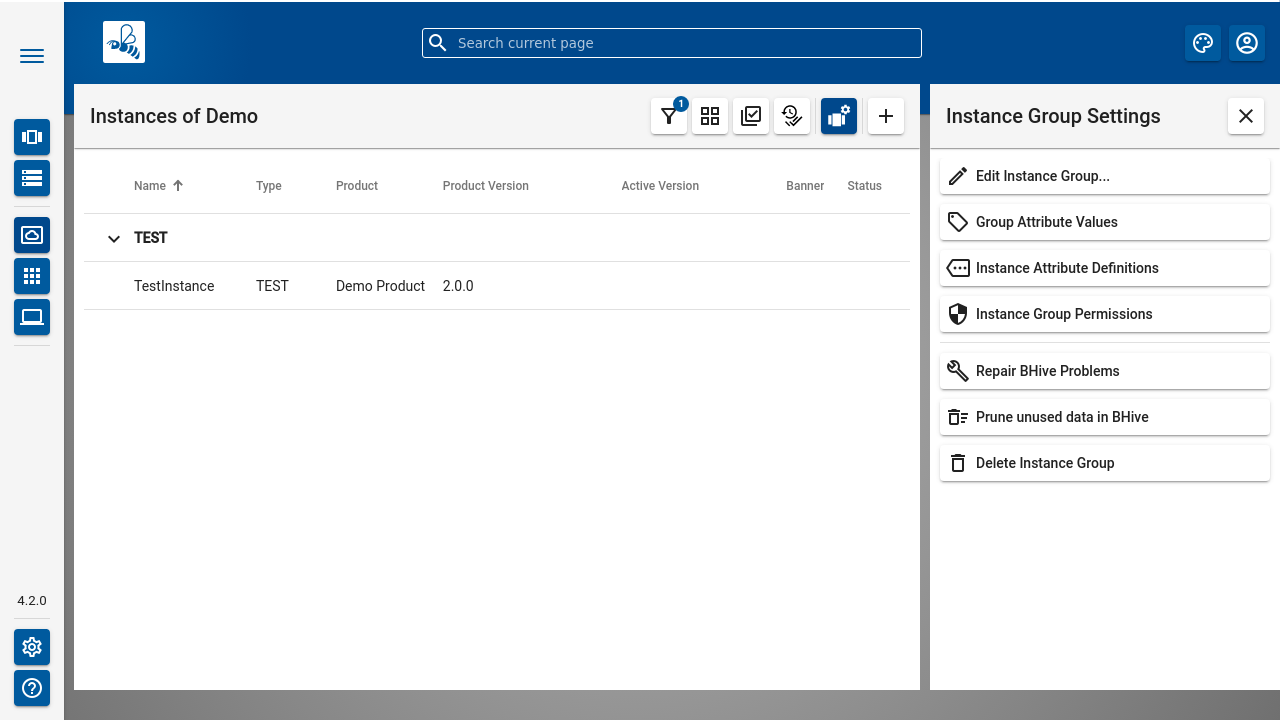 Search current page
Instances of Demo
1
Instance Group Settings
Name
Type
Product
Product Version
Active Version
Banner
Status
TEST
TestInstance
TEST
Demo Product
2.0.0
Edit Instance Group...
Group Attribute Values
Instance Attribute Definitions
Instance Group Permissions
Repair BHive Problems
Prune unused data in BHive
Delete Instance Group
4.2.0